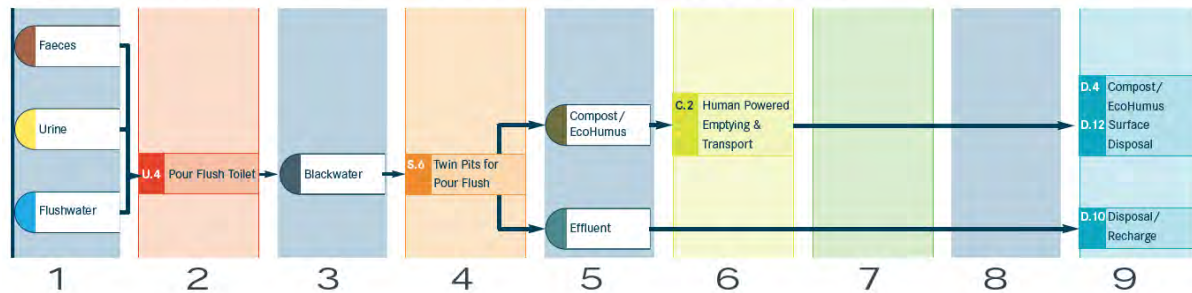 Faeces
Urine
Flushwater
U.4 Pour Flush Toilet
Blackwater
S.6 Twin Pits for
Pour Flush
Compost/
EcoHumus
Effluent
C.2 Human Powered
Emptying &
Transport
D.4 Compost/
EcoHumus
D.12 Surface
Disposal
D.10 Disposal/
Recharge
1 2 3 4 5 6 7 8 9